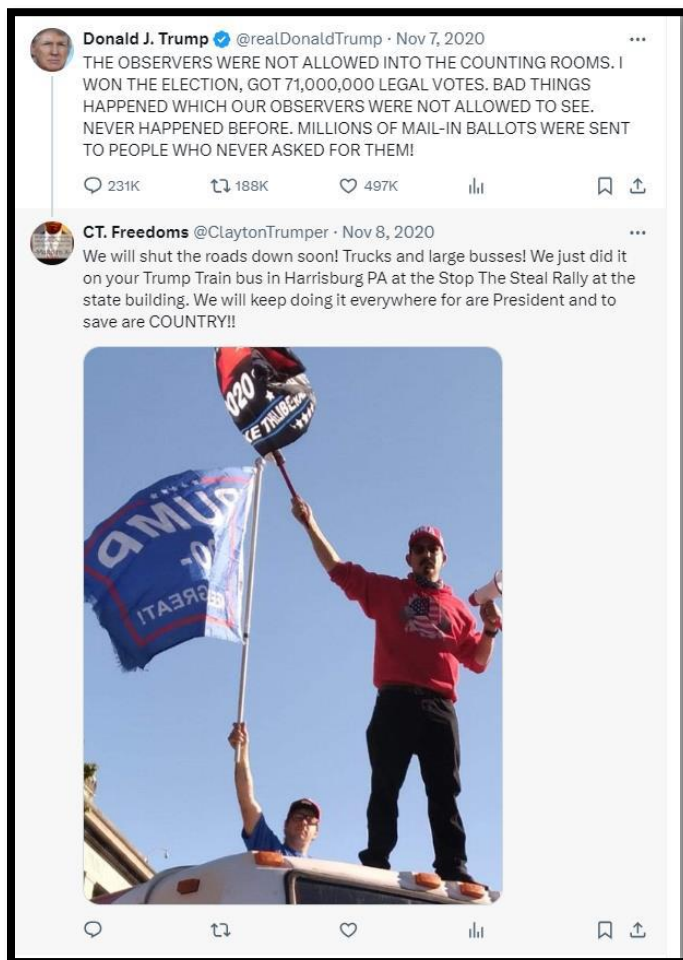 Donald J. Trump @realDonaldTrump · Nov 7, 2020
THE OBSERVERS WERE NOT ALLOWED INTO THE COUNTING ROOMS. I
WON THE ELECTION, GOT 71,000,000 LEGAL VOTES. BAD THINGS
HAPPENED WHICH OUR OBSERVERS WERE NOT ALLOWED TO SEE.
NEVER HAPPENED BEFORE. MILLIONS OF MAIL-IN BALLOTS WERE SENT
TO PEOPLE WHO NEVER ASKED FOR THEM!
231K 188K 497K
CT. Freedoms @ClaytonTrumper · Nov 8, 2020
We will shut the roads down soon! Trucks and large busses! We just did it
on your Trump Train bus in Harrisburg PA at the Stop The Steal Rally at the
state building. We will keep doing it everywhere for are President and to
save are COUNTRY!!
020
TRUMP
GREAT!